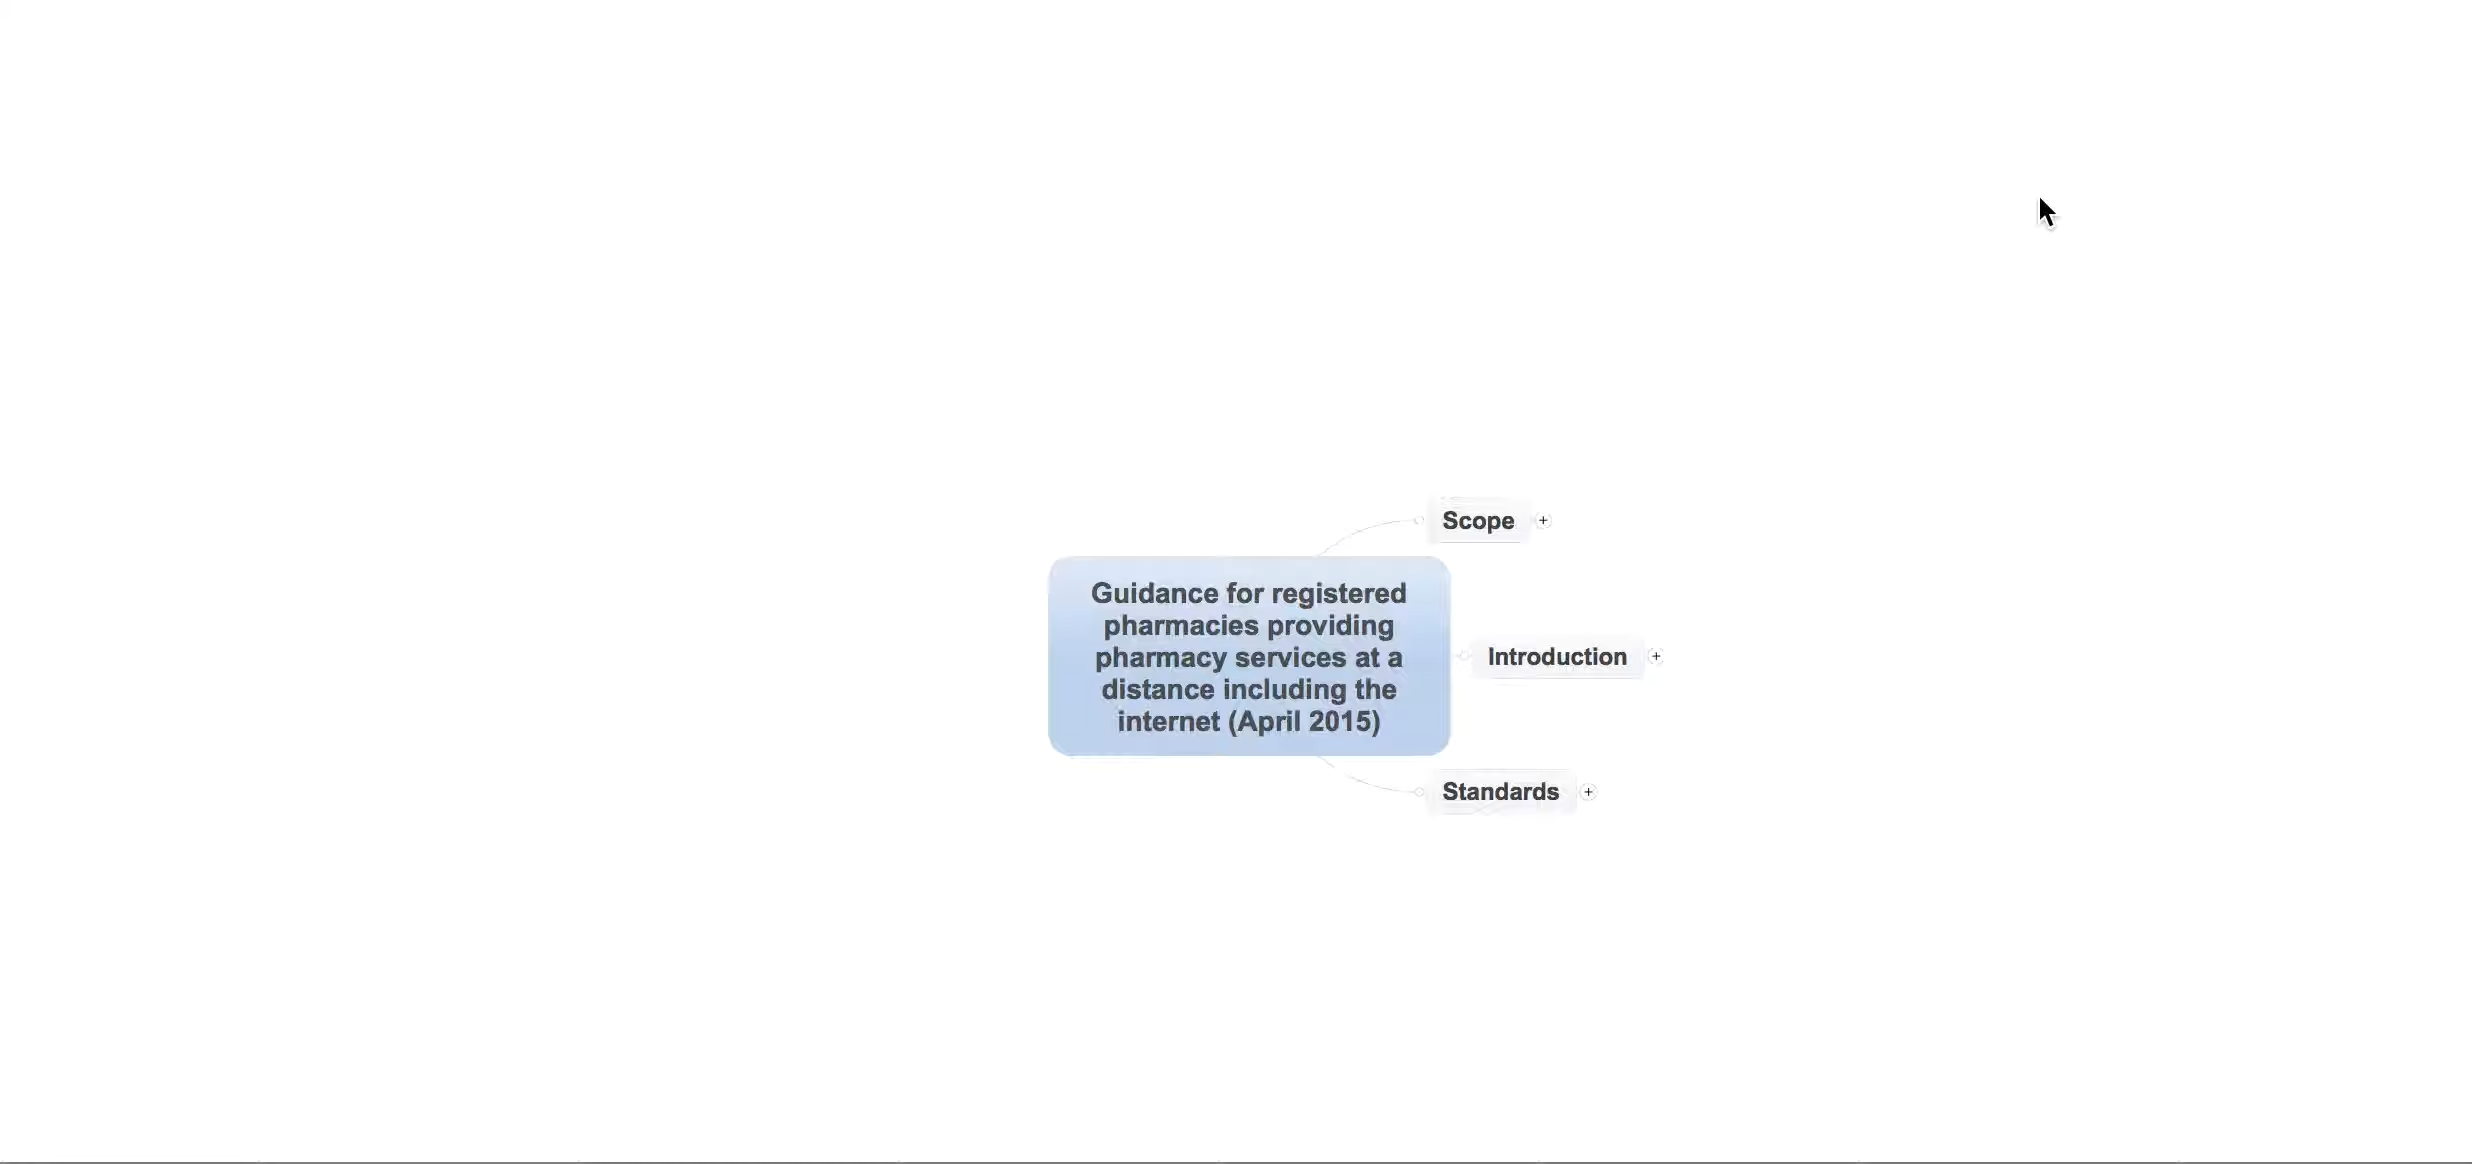 Scope
Guidance for registered
pharmacies providing
pharmacy services at a
distance including the
internet (April 2015)
Introduction
Standards